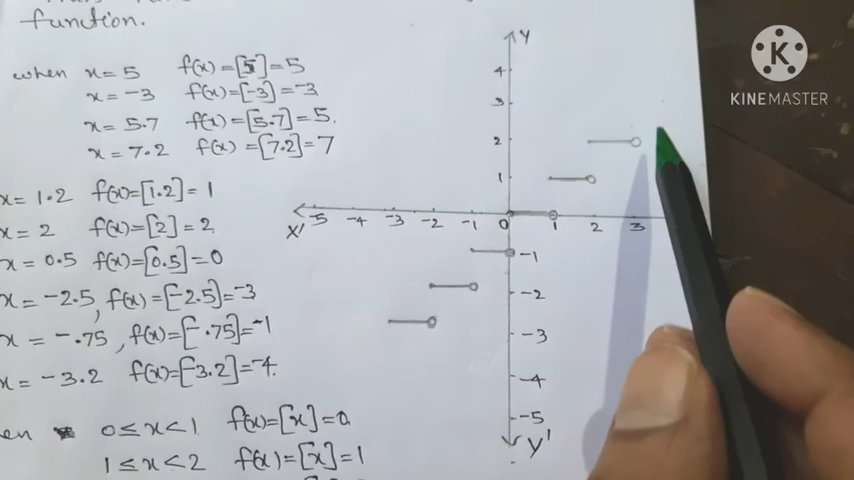 function.
when x = 5 f(x) = [5] = 5
x = -3 f(x) = [-3] = -3
x = 5.7 f(x) = [5.7] = 5.
x = 7.2 f(x) = [7.2] = 7
x = 1.2 f(x) = [1.2] = 1
x = 2 f(x) = [2] = 2
x = 0.5 f(x) = [0.5] = 0
x = -2.5, f(x) = [-2.5] = -3
x = -.75, f(x) = [-.75] = -1
x = -3.2 f(x) = [-3.2] = -4.
0 ≤ x < 1 f(x) = [x] = 0
1 ≤ x < 2 f(x) = [x] = 1
Y
4
3
2
1
X' -5 -4 -3 -2 -1 0 1 2 3
-1
-2
-3
-4
-5
Y'
K
KINEMASTER